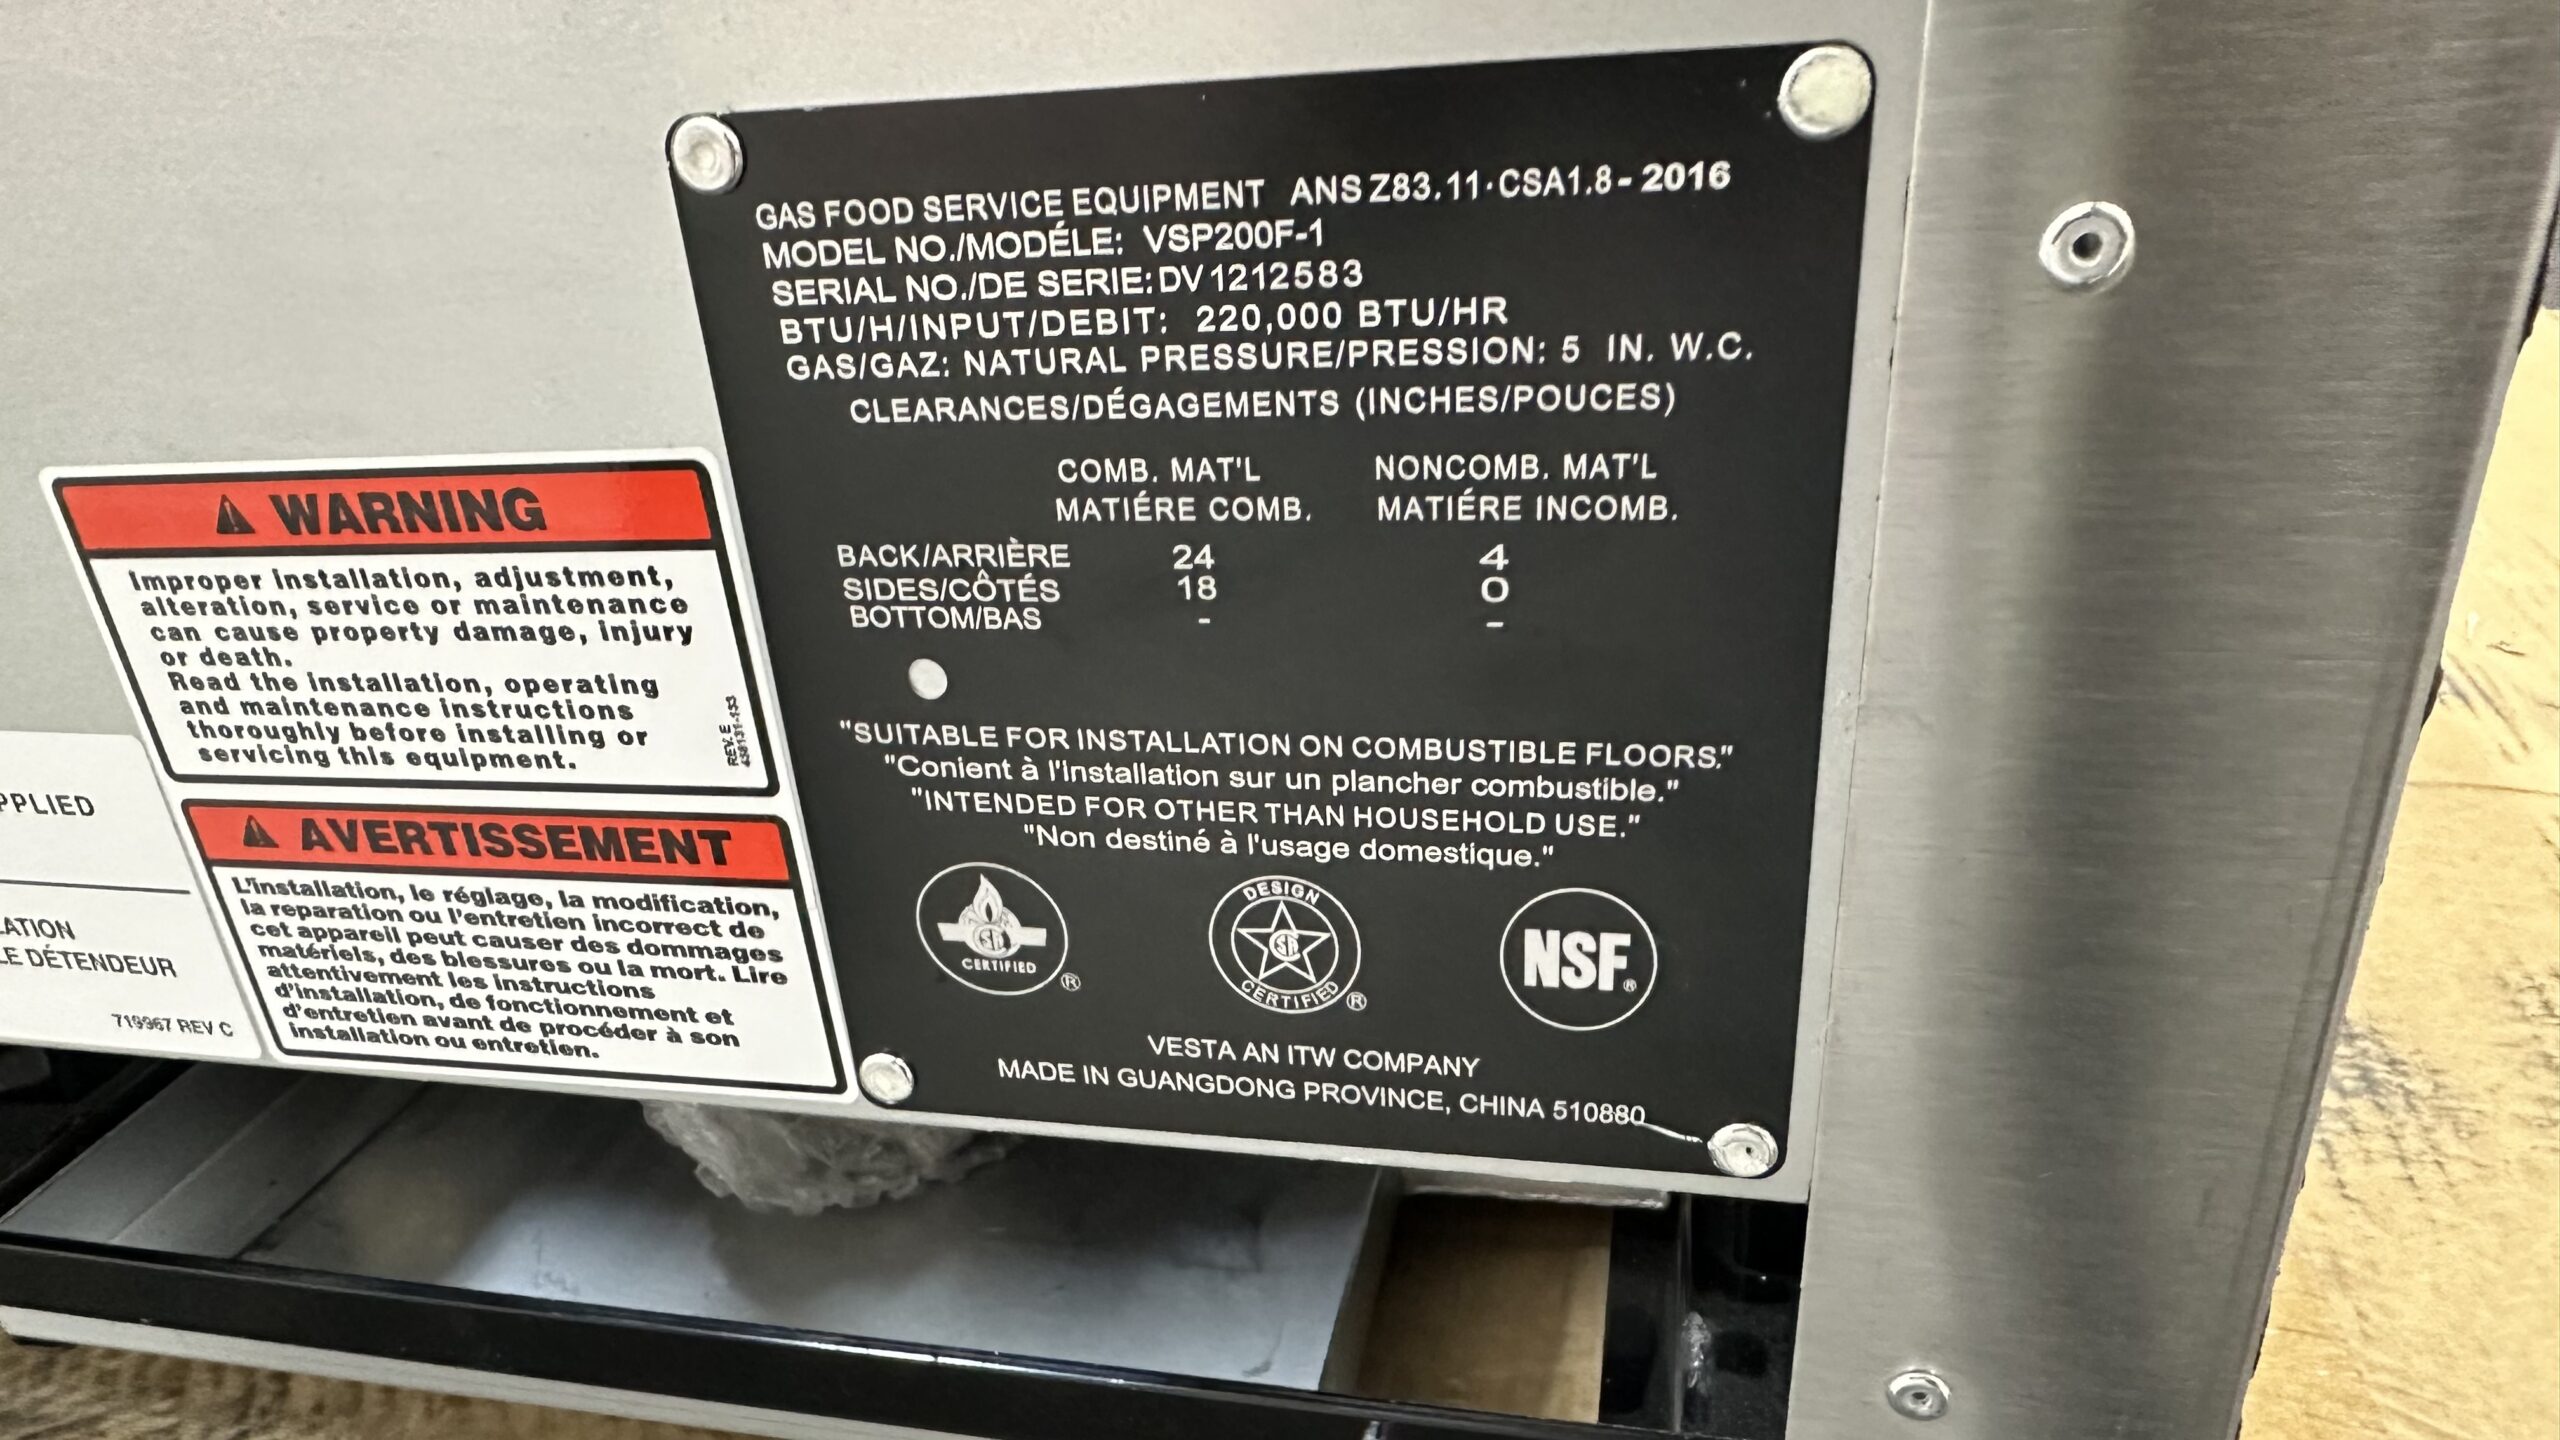 GAS FOOD SERVICE EQUIPMENT ANS Z83.11·CSA1.8-2016
MODEL NO./MODÉLE: VSP200F-1
SERIAL NO./DE SERIE: DV1212583
BTU/H/INPUT/DEBIT: 220,000 BTU/HR
GAS/GAZ: NATURAL PRESSURE/PRESSION: 5 IN. W.C.
CLEARANCES/DÉGAGEMENTS (INCHES/POUCES)
COMB. MAT'L NONCOMB. MAT'L
MATIÉRE COMB. MATIÉRE INCOMB.
BACK/ARRIÈRE 24 4
SIDES/CÔTÉS 18 0
BOTTOM/BAS - -
"SUITABLE FOR INSTALLATION ON COMBUSTIBLE FLOORS."
"Conient à l'installation sur un plancher combustible."
"INTENDED FOR OTHER THAN HOUSEHOLD USE."
"Non destiné à l'usage domestique."
CERTIFIED ®
DESIGN CERTIFIED ®
NSF®
VESTA AN ITW COMPANY
MADE IN GUANGDONG PROVINCE, CHINA 510880
WARNING
Improper installation, adjustment,
alteration, service or maintenance
can cause property damage, injury
or death.
Read the installation, operating
and maintenance instructions
thoroughly before installing or
servicing this equipment.
REV. E
AVERTISSEMENT
L'installation, le réglage, la modification,
la reparation ou l'entretien incorrect de
cet appareil peut causer des dommages
matériels, des blessures ou la mort. Lire
attentivement les instructions
d'installation, de fonctionnement et
d'entretien avant de procéder à son
installation ou entretien.
LE DÉTENDEUR
719967 REV C